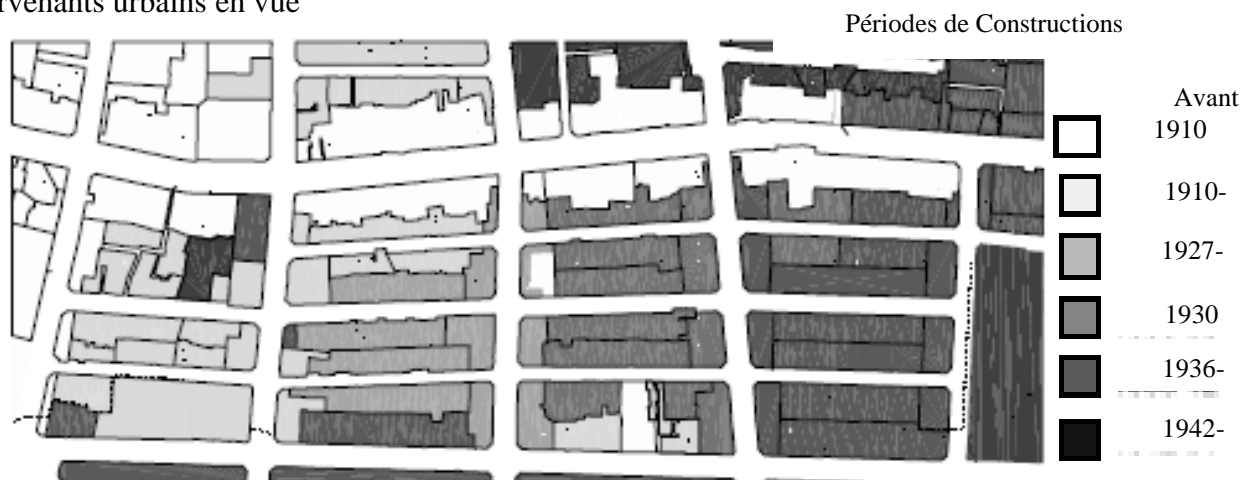 rvenants urbains en vue
Périodes de Constructions
Avant
1910
1910-
1927-
1930
1936-
1942-